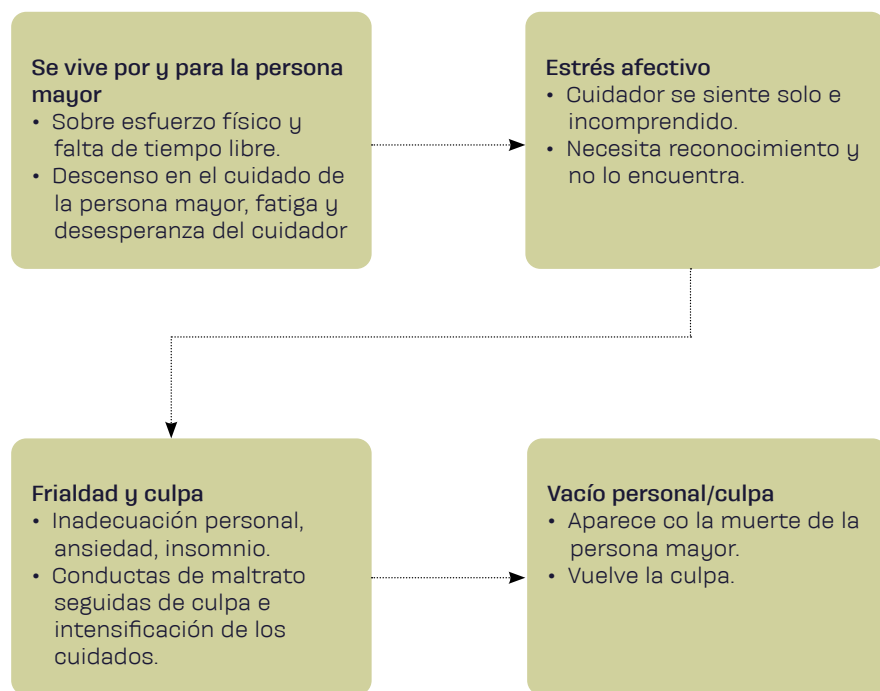 Se vive por y para la persona
mayor
• Sobre esfuerzo físico y
falta de tiempo libre.
• Descenso en el cuidado de
la persona mayor, fatiga y
desesperanza del cuidador
Estrés afectivo
• Cuidador se siente solo e
incomprendido.
• Necesita reconocimiento y
no lo encuentra.
Frialdad y culpa
• Inadecuación personal,
ansiedad, insomnio.
• Conductas de maltrato
seguidas de culpa e
intensificación de los
cuidados.
Vacío personal/culpa
• Aparece co la muerte de la
persona mayor.
• Vuelve la culpa.